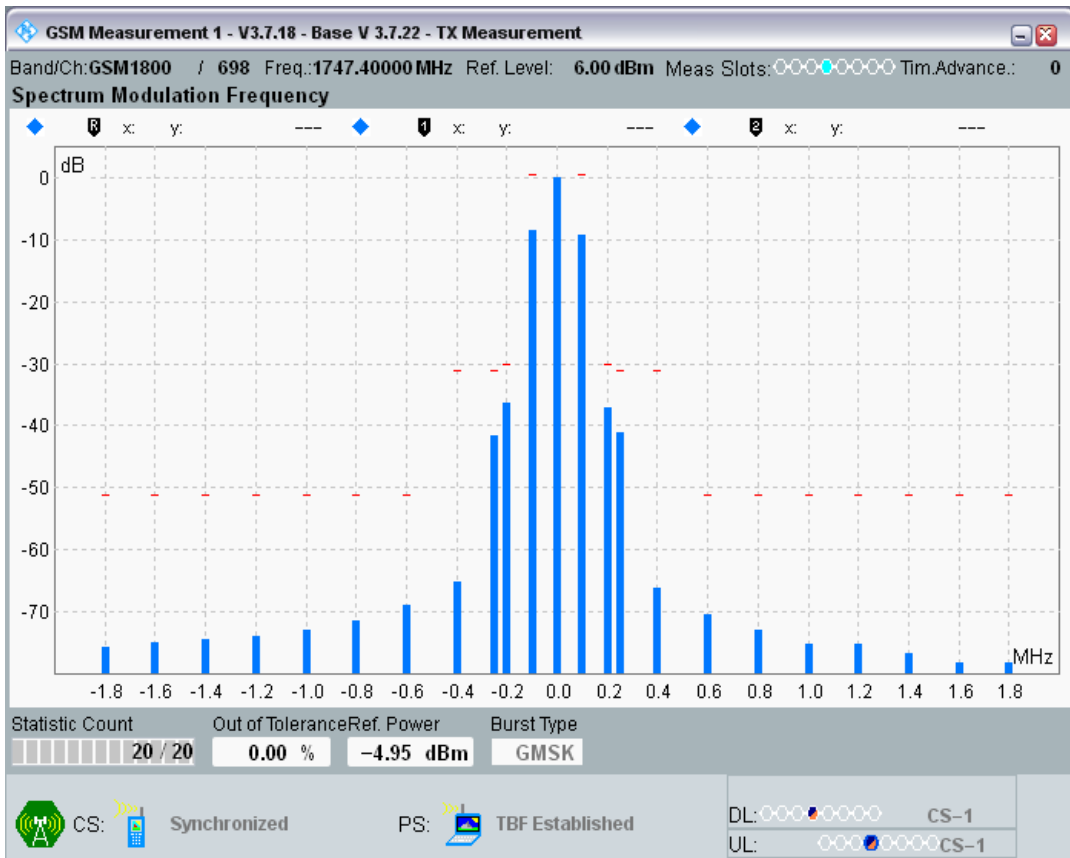 GSM Measurement 1 - V3.7.18 - Base V 3.7.22 - TX Measurement
Band/Ch:GSM1800 / 698 Freq.:1747.40000 MHz Ref. Level: 6.00 dBm Meas Slots: Tim.Advance.: 0
Spectrum Modulation Frequency
R x: y: --- 1 x: y: --- 2 x: y: ---
dB
0
-10
-20
-30
-40
-50
-60
-70
MHz
-1.8 -1.6 -1.4 -1.2 -1.0 -0.8 -0.6 -0.4 -0.2 0.0 0.2 0.4 0.6 0.8 1.0 1.2 1.4 1.6 1.8
Statistic Count Out of Tolerance Ref. Power Burst Type
20 / 20 0.00 % -4.95 dBm GMSK
CS: Synchronized PS: TBF Established
DL: CS-1
UL: CS-1